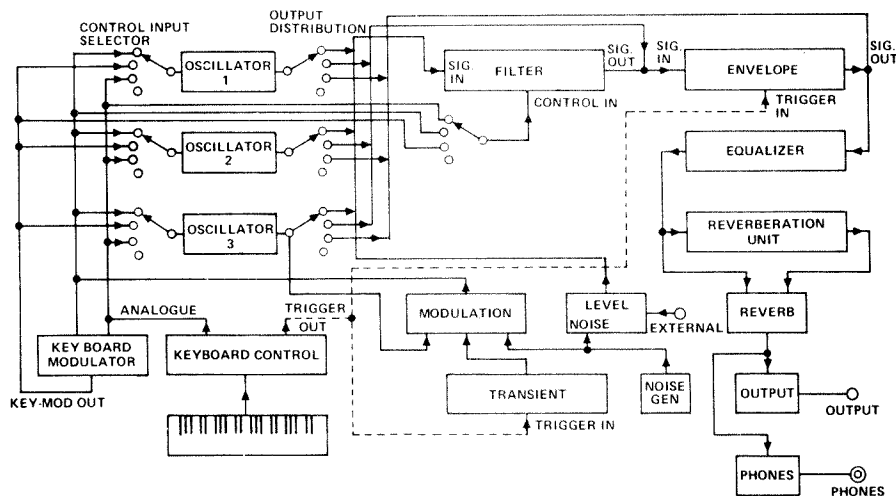 CONTROL INPUT
SELECTOR
OUTPUT
DISTRIBUTION
OSCILLATOR
1
SIG.
IN
FILTER
SIG.
OUT
SIG.
IN
ENVELOPE
SIG.
OUT
CONTROL IN
TRIGGER
IN
OSCILLATOR
2
EQUALIZER
OSCILLATOR
3
REVERBERATION
UNIT
ANALOGUE
TRIGGER
OUT
MODULATION
LEVEL
NOISE
EXTERNAL
REVERB
KEY BOARD
MODULATOR
KEYBOARD CONTROL
KEY-MOD OUT
TRANSIENT
NOISE
GEN
OUTPUT
OUTPUT
TRIGGER IN
PHONES
PHONES